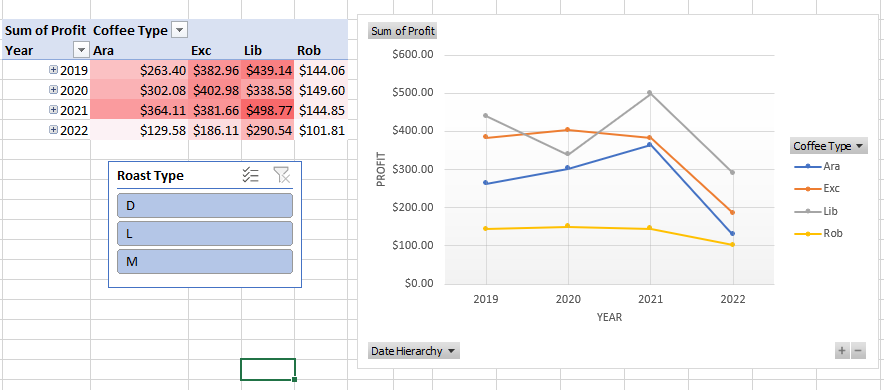 Sum of Profit Coffee Type
Year Ara Exc Lib Rob
2019 $263.40 $382.96 $439.14 $144.06
2020 $302.08 $402.98 $338.58 $149.60
2021 $364.11 $381.66 $498.77 $144.85
2022 $129.58 $186.11 $290.54 $101.81
Roast Type
D
L
M
Sum of Profit
$600.00
$500.00
$400.00
$300.00
$200.00
$100.00
$0.00
PROFIT
2019 2020 2021 2022
YEAR
Coffee Type
Ara
Exc
Lib
Rob
Date Hierarchy
+ −